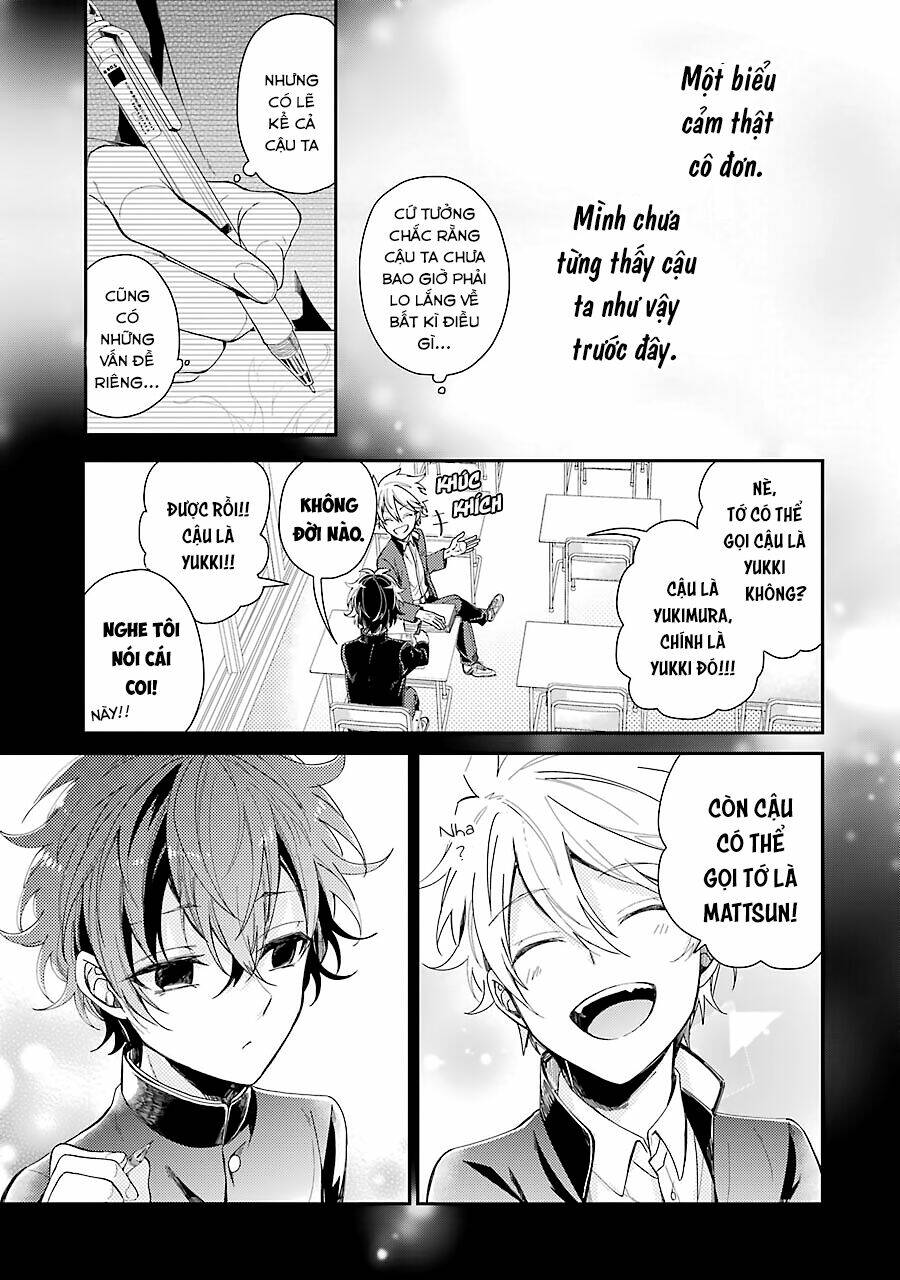 Một biểu
cảm thật
cô đơn.
Mình chưa
từng thấy cậu
ta như vậy
trước đây.
CỨ TƯỞNG
CHẮC RẰNG
CẬU TA CHƯA
BAO GIỜ PHẢI
LO LẮNG VỀ
BẤT KÌ ĐIỀU
GÌ...
NHƯNG
CÓ LẼ
KỂ CẢ
CẬU TA
CŨNG
CÓ
NHỮNG
VẤN ĐỀ
RIÊNG...
NÈ,
TỚ CÓ THỂ
GỌI CẬU LÀ
YUKKI
KHÔNG?
CẬU LÀ
YUKIMURA,
CHÍNH LÀ
YUKKI ĐÓ!!!
KHÚC
KHÍCH
KHÔNG
ĐỜI NÀO.
ĐƯỢC RỒI!!
CẬU LÀ
YUKKI!!
NGHE TÔI
NÓI CÁI
COI!
NÀY!!
CÒN CẬU
CÓ THỂ
GỌI TỚ LÀ
MATTSUN!
Nha
?